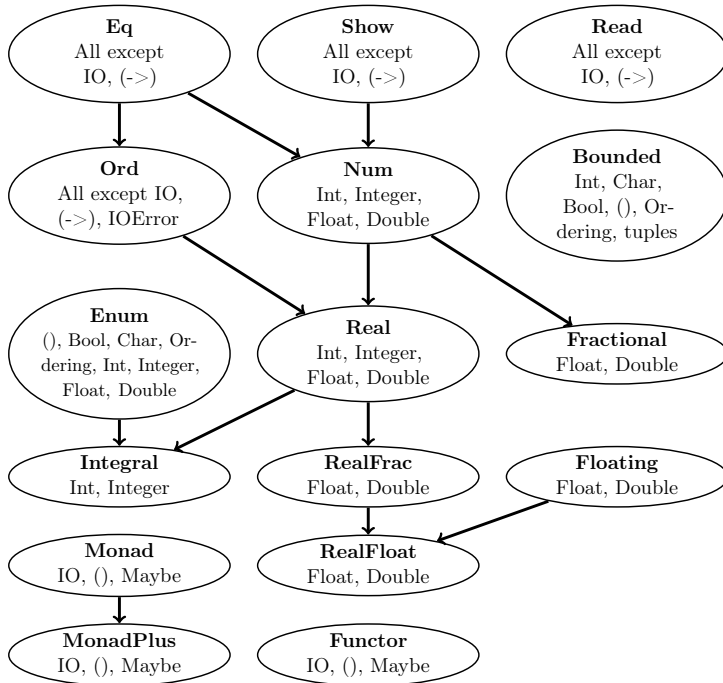 Eq
All except
IO, (->)
Show
All except
IO, (->)
Read
All except
IO, (->)
Ord
All except IO,
(->), IOError
Num
Int, Integer,
Float, Double
Bounded
Int, Char,
Bool, (), Or-
dering, tuples
Enum
(), Bool, Char, Or-
dering, Int, Integer,
Float, Double
Real
Int, Integer,
Float, Double
Fractional
Float, Double
Integral
Int, Integer
RealFrac
Float, Double
Floating
Float, Double
Monad
IO, (), Maybe
RealFloat
Float, Double
MonadPlus
IO, (), Maybe
Functor
IO, (), Maybe